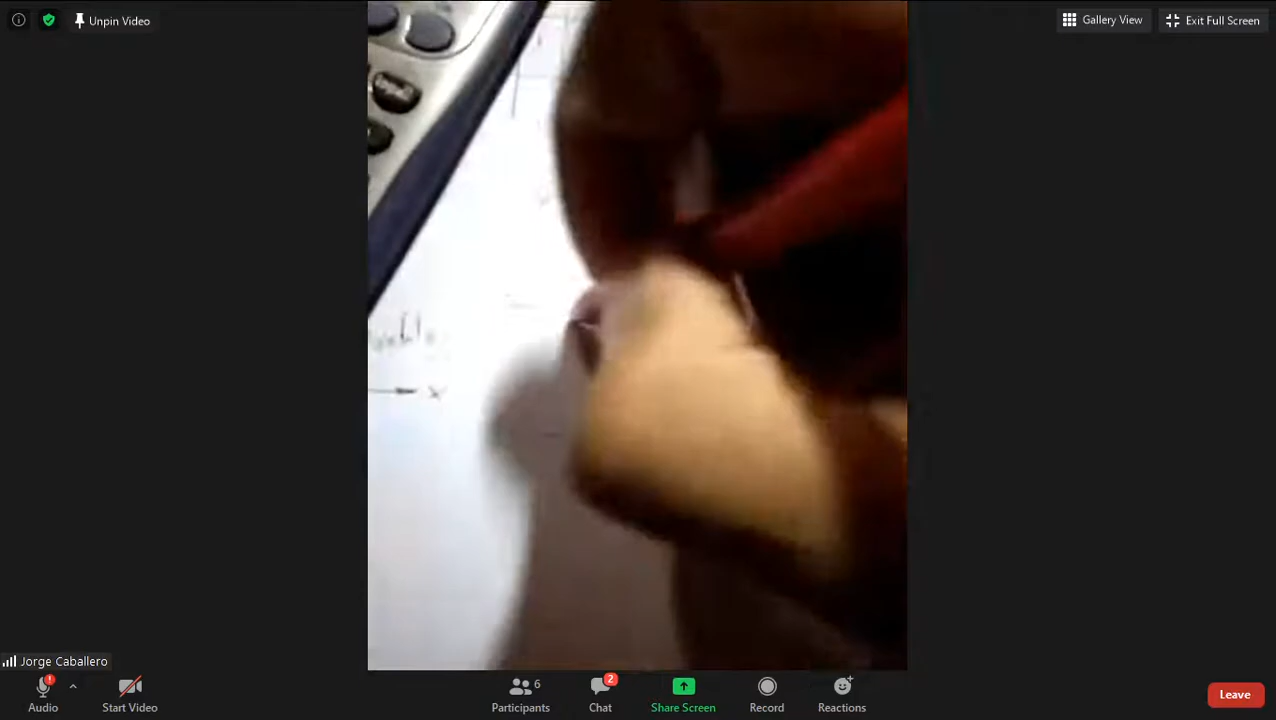 Unpin Video
Gallery View
Exit Full Screen
x
Jorge Caballero
Audio
Start Video
6
Participants
2
Chat
Share Screen
Record
Reactions
Leave